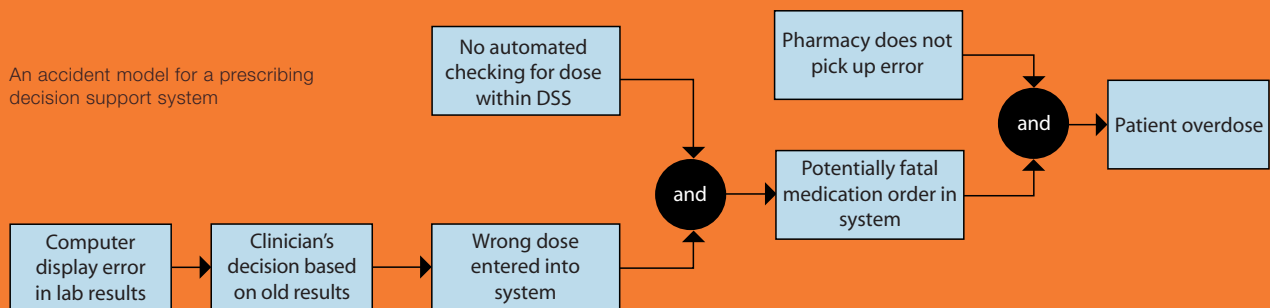 An accident model for a prescribing
decision support system
No automated
checking for dose
within DSS
Pharmacy does not
pick up error
and
Patient overdose
and
Potentially fatal
medication order in
system
Computer
display error
in lab results
Clinician's
decision based
on old results
Wrong dose
entered into
system